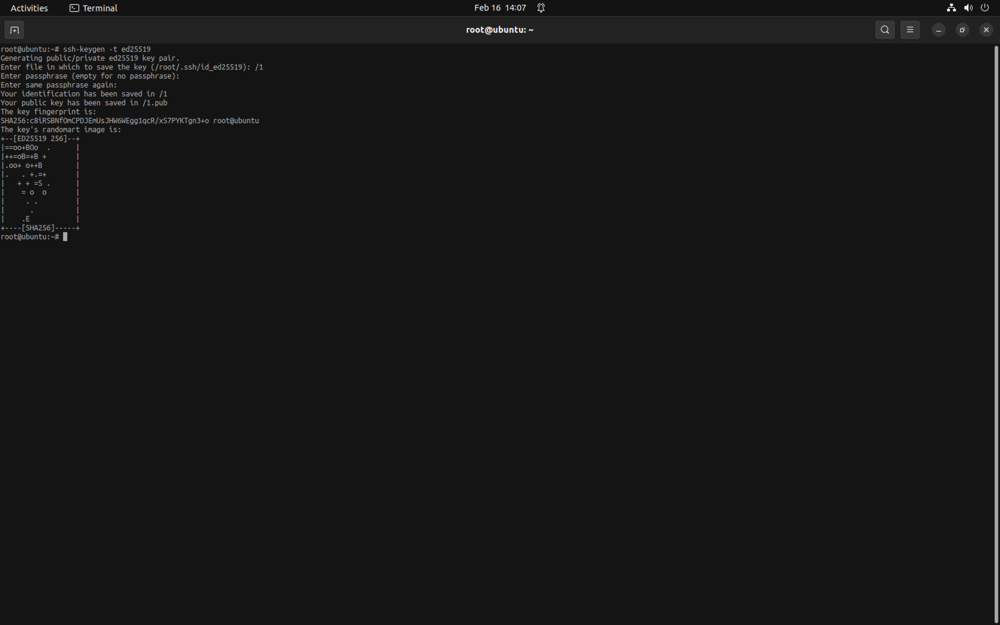 Activities Terminal Feb 16 14:07
root@ubuntu: ~
root@ubuntu:~# ssh-keygen -t ed25519
Generating public/private ed25519 key pair.
Enter file in which to save the key (/root/.ssh/id_ed25519): /1
Enter passphrase (empty for no passphrase):
Enter same passphrase again:
Your identification has been saved in /1
Your public key has been saved in /1.pub
The key fingerprint is:
SHA256:c8iRSBNfOmCPDJEmUsJHW6WEgg1qcR/xS7PYKTgn3+o root@ubuntu
The key's randomart image is:
+--[ED25519 256]--+
|==oo+BOo  .      |
|++=oB=+B +       |
|.oo+ o++B        |
|.   . +.=+       |
|   + + =S .      |
|    = o  o       |
|     . .         |
|      .          |
|    .E           |
+----[SHA256]-----+
root@ubuntu:~#